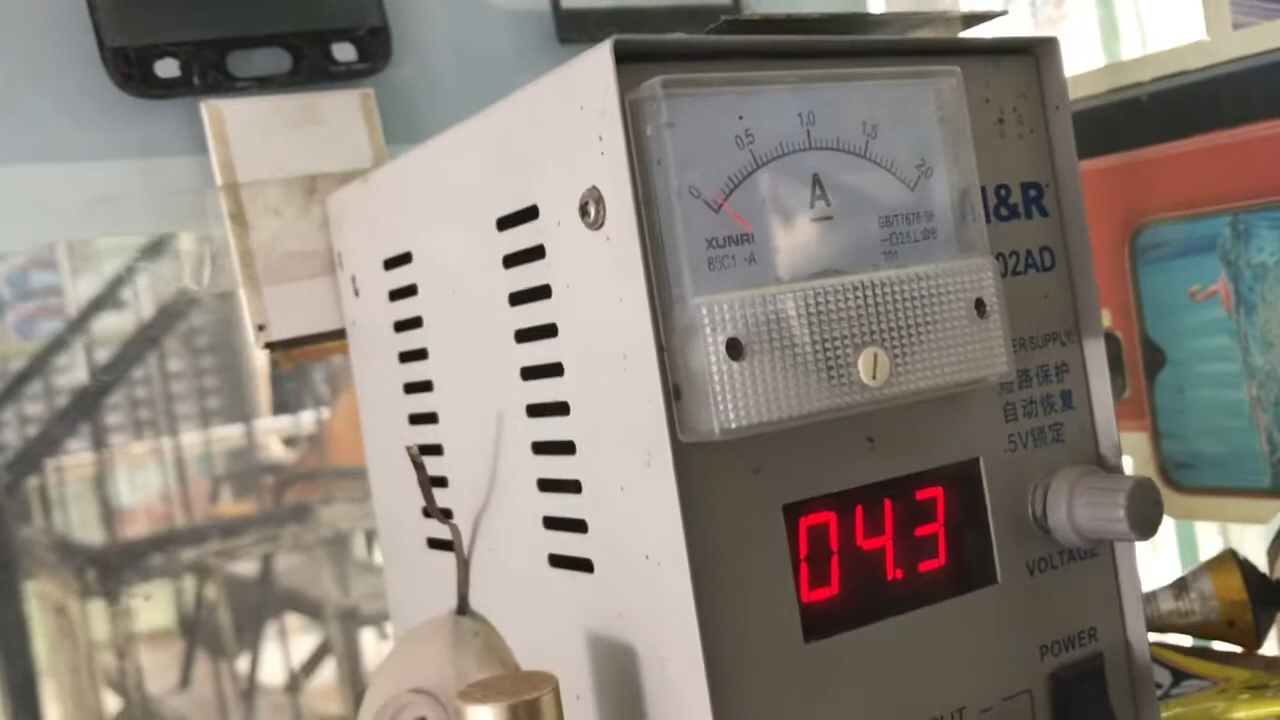 0 0.5 1.0 1.5 2.0
A
XUNRI
85C1 -A
GB/T7676-98
&R
02AD
ER SUPPLY
路保护
自动恢复
.5V锁定
04.3
VOLTAGE
POWER